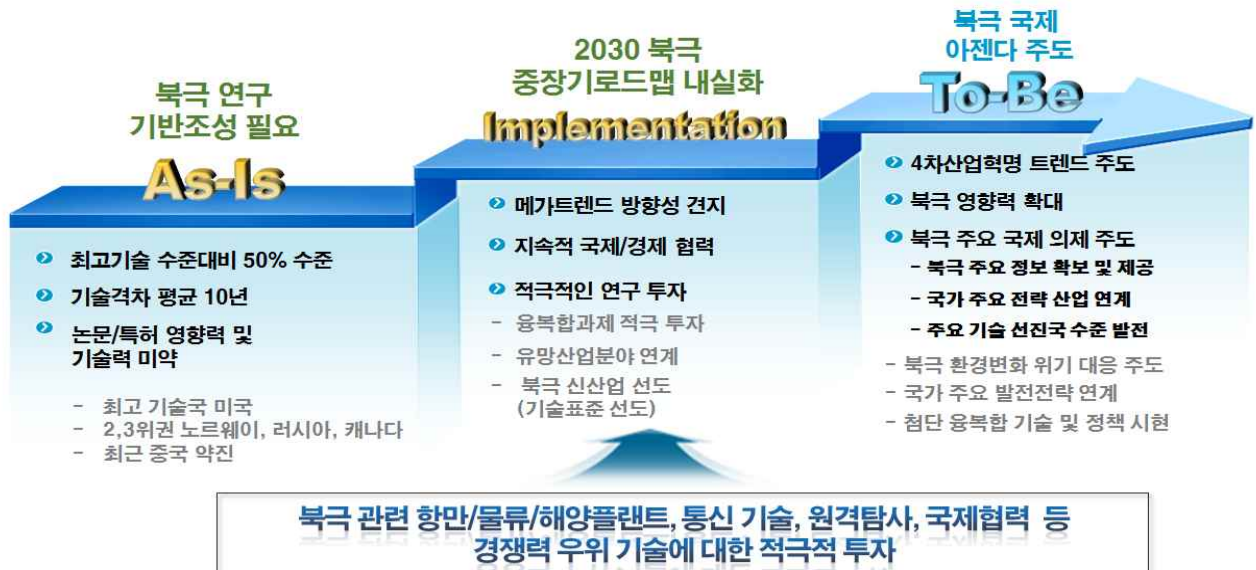 북극 연구
기반조성 필요
As-Is
최고기술 수준대비 50% 수준
기술격차 평균 10년
논문/특허 영향력 및
기술력 미약
- 최고 기술국 미국
- 2,3위권 노르웨이, 러시아, 캐나다
- 최근 중국 약진
2030 북극
중장기로드맵 내실화
Implementation
메가트렌드 방향성 견지
지속적 국제/경제 협력
적극적인 연구 투자
- 융복합과제 적극 투자
- 유망산업분야 연계
- 북극 신산업 선도
(기술표준 선도)
북극 국제
아젠다 주도
To-Be
4차산업혁명 트렌드 주도
북극 영향력 확대
북극 주요 국제 의제 주도
- 북극 주요 정보 확보 및 제공
- 국가 주요 전략 산업 연계
- 주요 기술 선진국 수준 발전
- 북극 환경변화 위기 대응 주도
- 국가 주요 발전전략 연계
- 첨단 융복합 기술 및 정책 시현
북극 관련 항만/물류/해양플랜트, 통신 기술, 원격탐사, 국제협력 등
경쟁력 우위 기술에 대한 적극적 투자